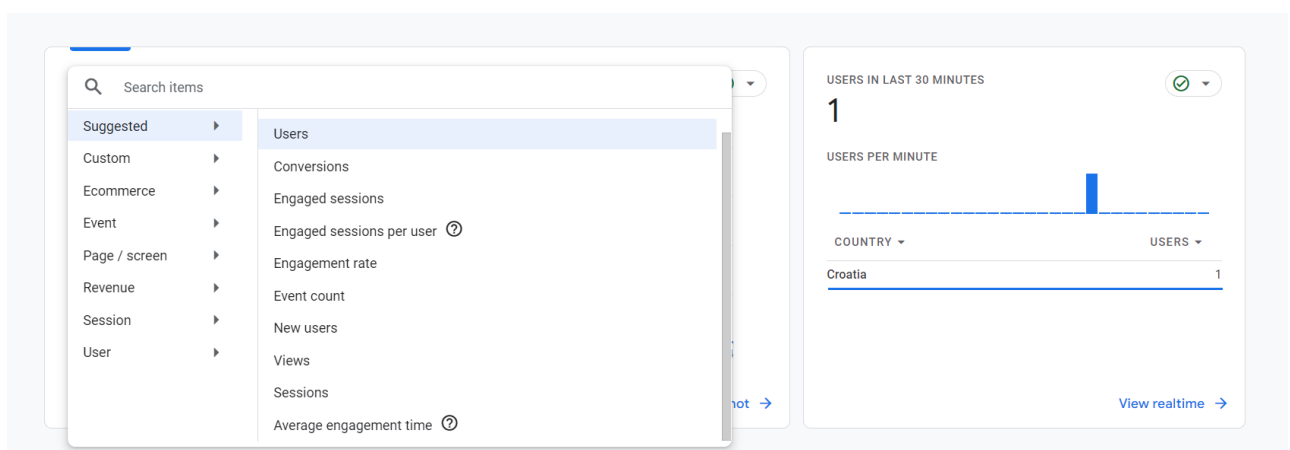 Search items
Suggested
Custom
Ecommerce
Event
Page / screen
Revenue
Session
User
Users
Conversions
Engaged sessions
Engaged sessions per user
Engagement rate
Event count
New users
Views
Sessions
Average engagement time
USERS IN LAST 30 MINUTES
1
USERS PER MINUTE
COUNTRY USERS
Croatia 1
View realtime